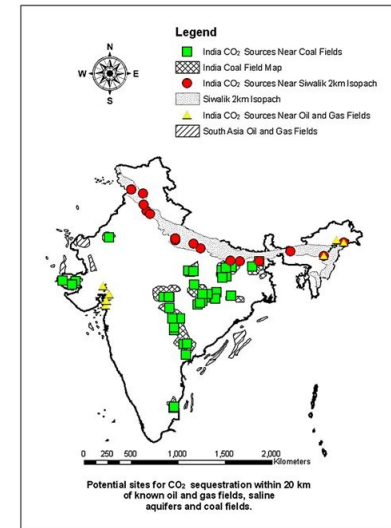 Legend
N
W E
S
India CO₂ Sources Near Coal Fields
India Coal Field Map
India CO₂ Sources Near Siwalik 2km Isopach
Siwalik 2km Isopach
India CO₂ Sources Near Oil and Gas Fields
South Asia Oil and Gas Fields
0 250 500 1,000 1,500 2,000
Kilometers
Potential sites for CO₂ sequestration within 20 km
of known oil and gas fields, saline
aquifers and coal fields.